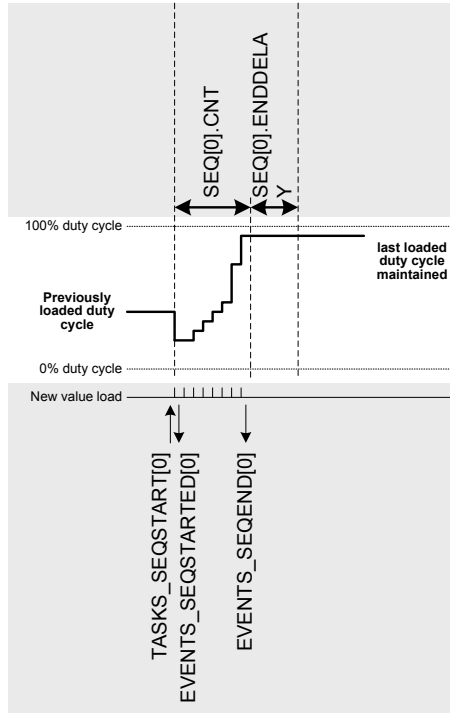 SEQ[0].CNT
SEQ[0].ENDDELA
Y
100% duty cycle
last loaded
duty cycle
maintained
Previously
loaded duty
cycle
0% duty cycle
New value load
TASKS_SEQSTART[0]
EVENTS_SEQSTARTED[0]
EVENTS_SEQEND[0]